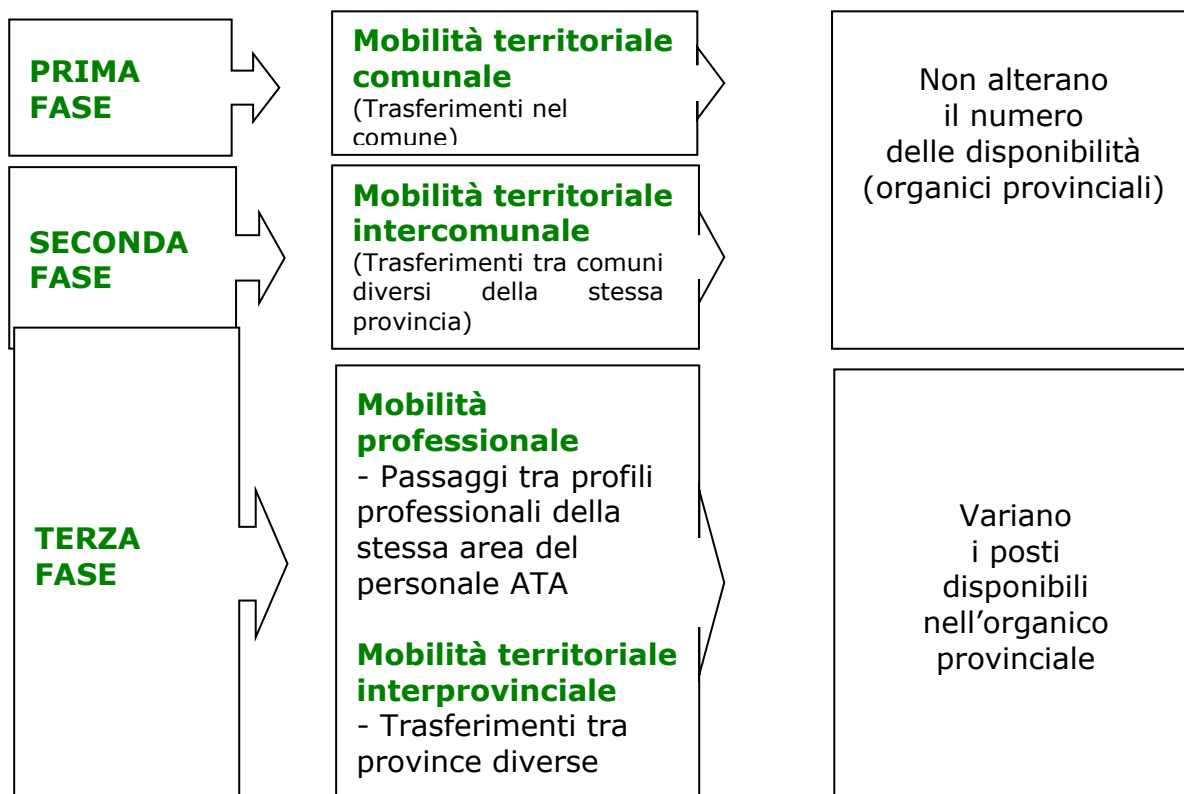 PRIMA
FASE
Mobilità territoriale
comunale
(Trasferimenti nel
comune)
Non alterano
il numero
delle disponibilità
(organici provinciali)
SECONDA
FASE
Mobilità territoriale
intercomunale
(Trasferimenti tra comuni
diversi della stessa
provincia)
TERZA
FASE
Mobilità
professionale
- Passaggi tra profili
professionali della
stessa area del
personale ATA
Mobilità territoriale
interprovinciale
- Trasferimenti tra
province diverse
Variano
i posti
disponibili
nell’organico
provinciale